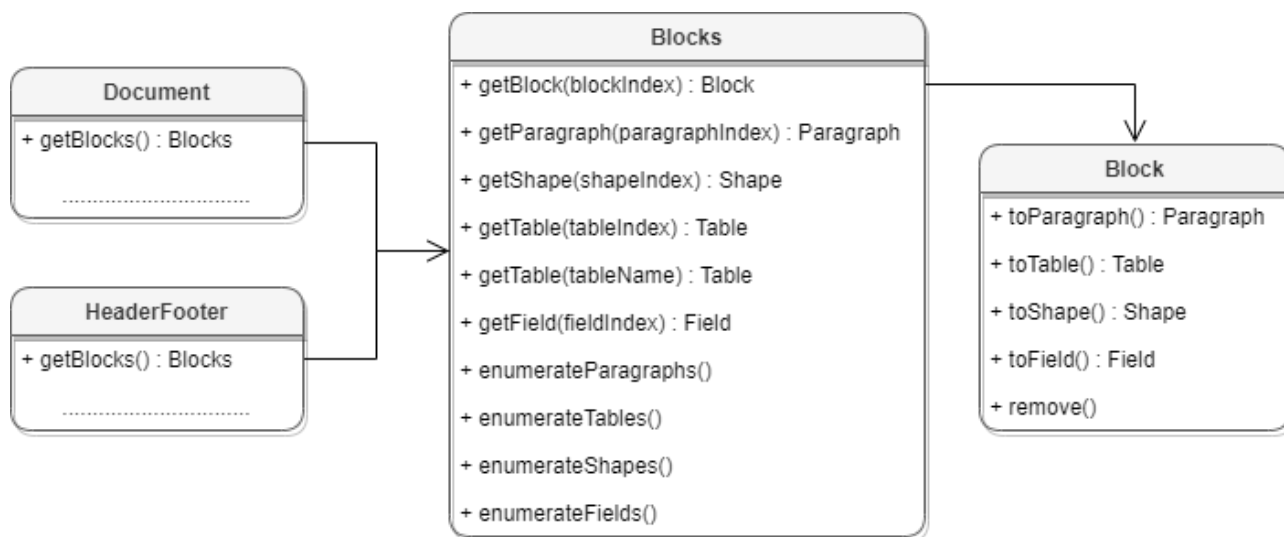 Document
+ getBlocks() : Blocks
................................
HeaderFooter
+ getBlocks() : Blocks
................................
Blocks
+ getBlock(blockIndex) : Block
+ getParagraph(paragraphIndex) : Paragraph
+ getShape(shapeIndex) : Shape
+ getTable(tableIndex) : Table
+ getTable(tableName) : Table
+ getField(fieldIndex) : Field
+ enumerateParagraphs()
+ enumerateTables()
+ enumerateShapes()
+ enumerateFields()
Block
+ toParagraph() : Paragraph
+ toTable() : Table
+ toShape() : Shape
+ toField() : Field
+ remove()